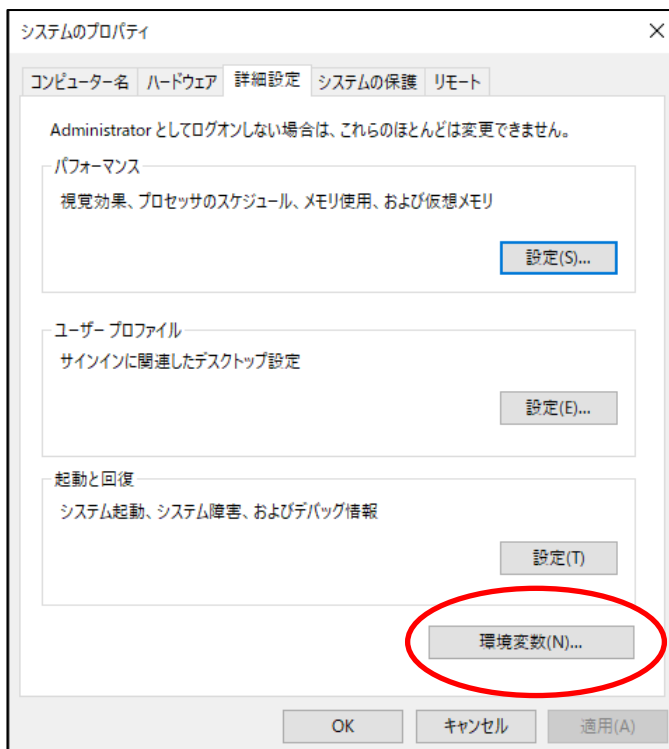 システムのプロパティ
コンピューター名 ハードウェア 詳細設定 システムの保護 リモート
Administrator としてログオンしない場合は、これらのほとんどは変更できません。
パフォーマンス
視覚効果、プロセッサのスケジュール、メモリ使用、および仮想メモリ
設定(S)...
ユーザー プロファイル
サインインに関連したデスクトップ設定
設定(E)...
起動と回復
システム起動、システム障害、およびデバッグ情報
設定(T)
環境変数(N)...
OK キャンセル 適用(A)